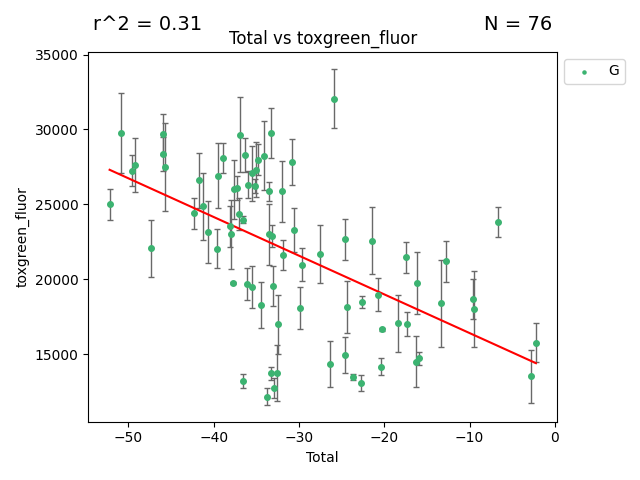 r^2 = 0.31
N = 76
Total vs toxgreen_fluor
G
35000
30000
25000
20000
15000
toxgreen_fluor
−50
−40
−30
−20
−10
0
Total